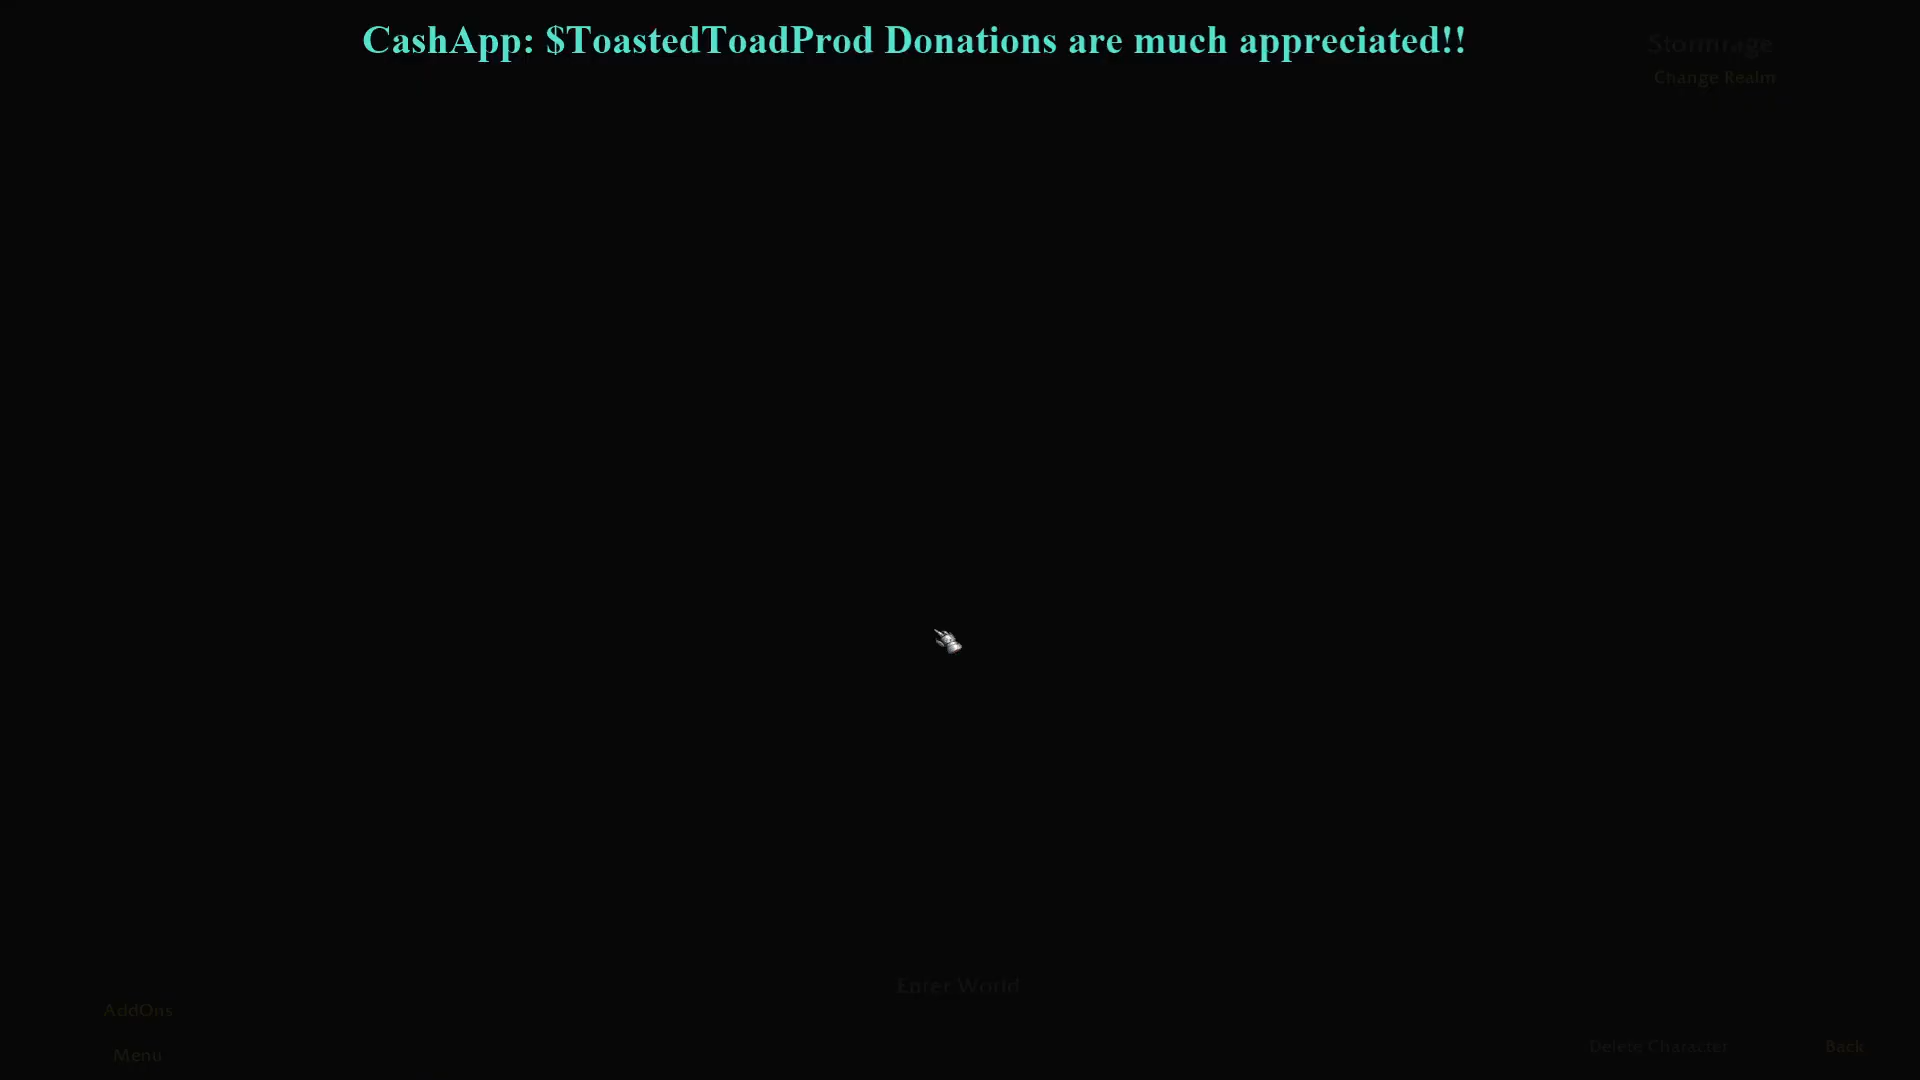 CashApp: $ToastedToadProd Donations are much appreciated!!
Stormrage
Change Realm
Enter World
AddOns
Menu
Delete Character
Back